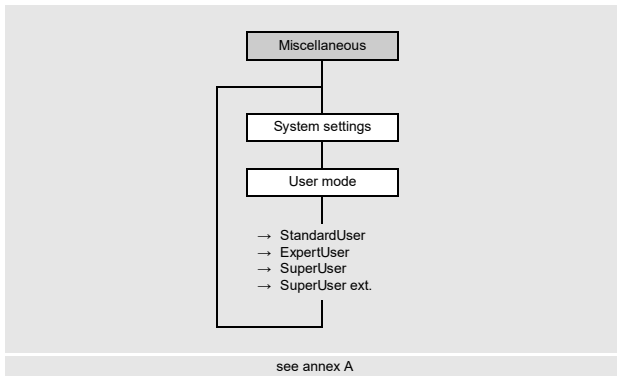 Miscellaneous
System settings
User mode
→ StandardUser
→ ExpertUser
→ SuperUser
→ SuperUser ext.
see annex A